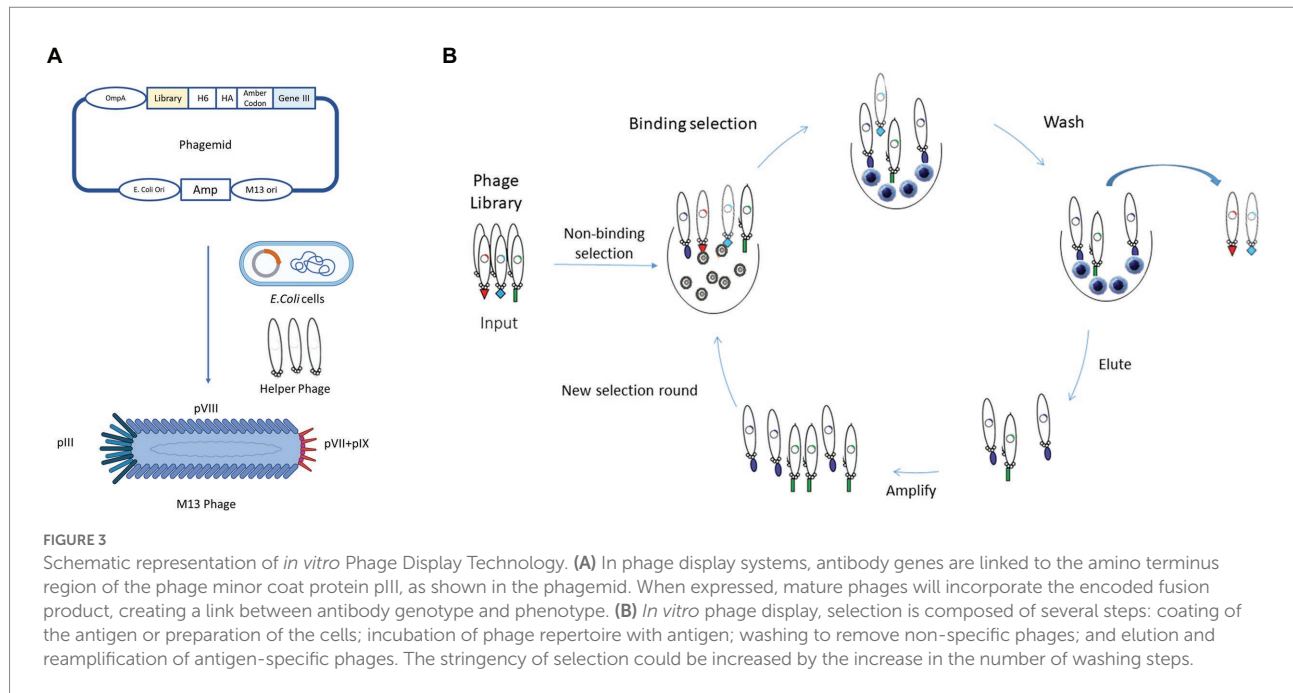 A
OmpA
Library
H6
HA
Amber
Codon
Gene III
Phagemid
E. Coli Ori
Amp
M13 ori
E.Coli cells
Helper Phage
pVIII
pIII
pVII+pIX
M13 Phage
B
Binding selection
Wash
Phage
Library
Non-binding
selection
Input
Elute
New selection round
Amplify
FIGURE 3
Schematic representation of in vitro Phage Display Technology. (A) In phage display systems, antibody genes are linked to the amino terminus
region of the phage minor coat protein pIII, as shown in the phagemid. When expressed, mature phages will incorporate the encoded fusion
product, creating a link between antibody genotype and phenotype. (B) In vitro phage display, selection is composed of several steps: coating of
the antigen or preparation of the cells; incubation of phage repertoire with antigen; washing to remove non-specific phages; and elution and
reamplification of antigen-specific phages. The stringency of selection could be increased by the increase in the number of washing steps.